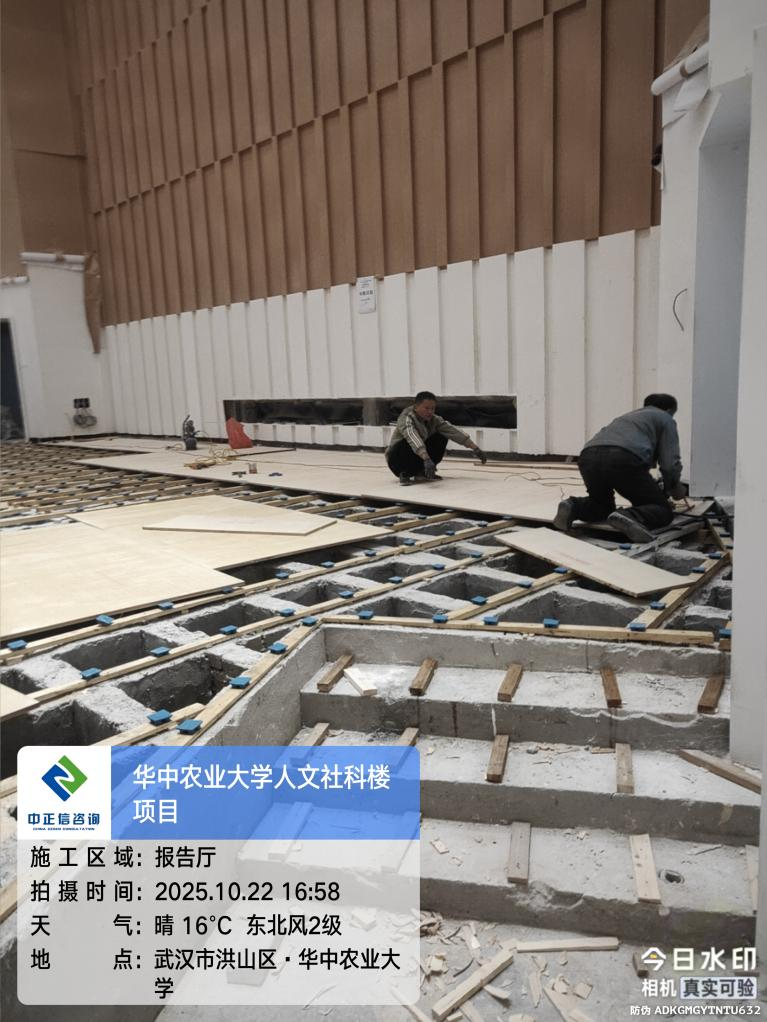 中正信咨询
华中农业大学人文社科楼
项目
施工区域：报告厅
拍摄时间：2025.10.22 16:58
天气：晴 16°C 东北风2级
地点：武汉市洪山区·华中农业大
学
今日水印
相机 真实可验
防伪 ADKGMGYTNTU632